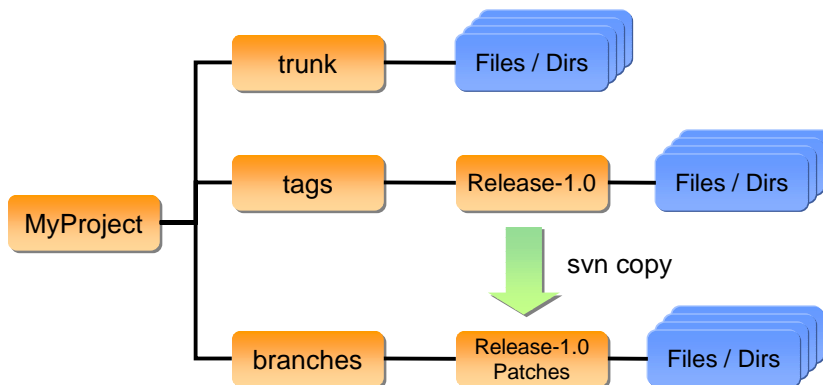 trunk
Files / Dirs
tags
Release-1.0
Files / Dirs
MyProject
svn copy
branches
Release-1.0
Patches
Files / Dirs